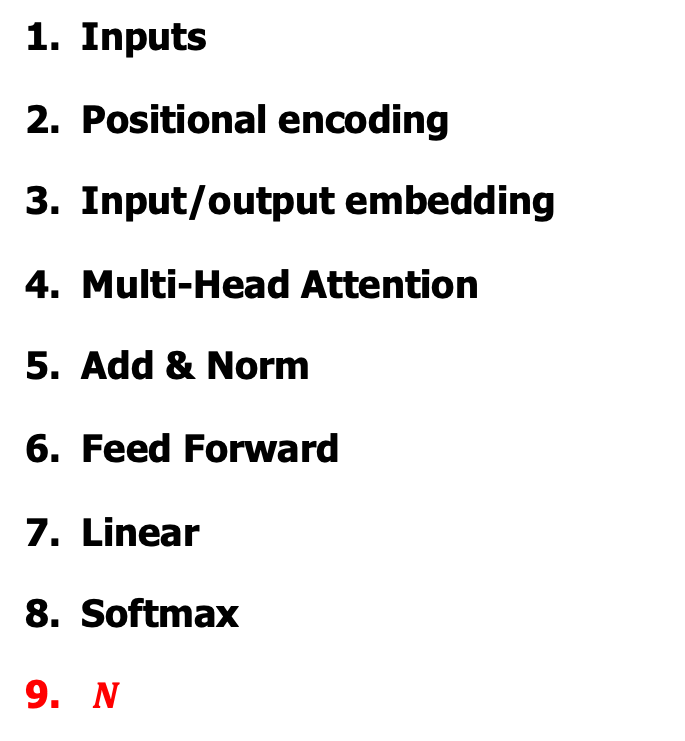 1. Inputs
2. Positional encoding
3. Input/output embedding
4. Multi-Head Attention
5. Add & Norm
6. Feed Forward
7. Linear
8. Softmax
9. N